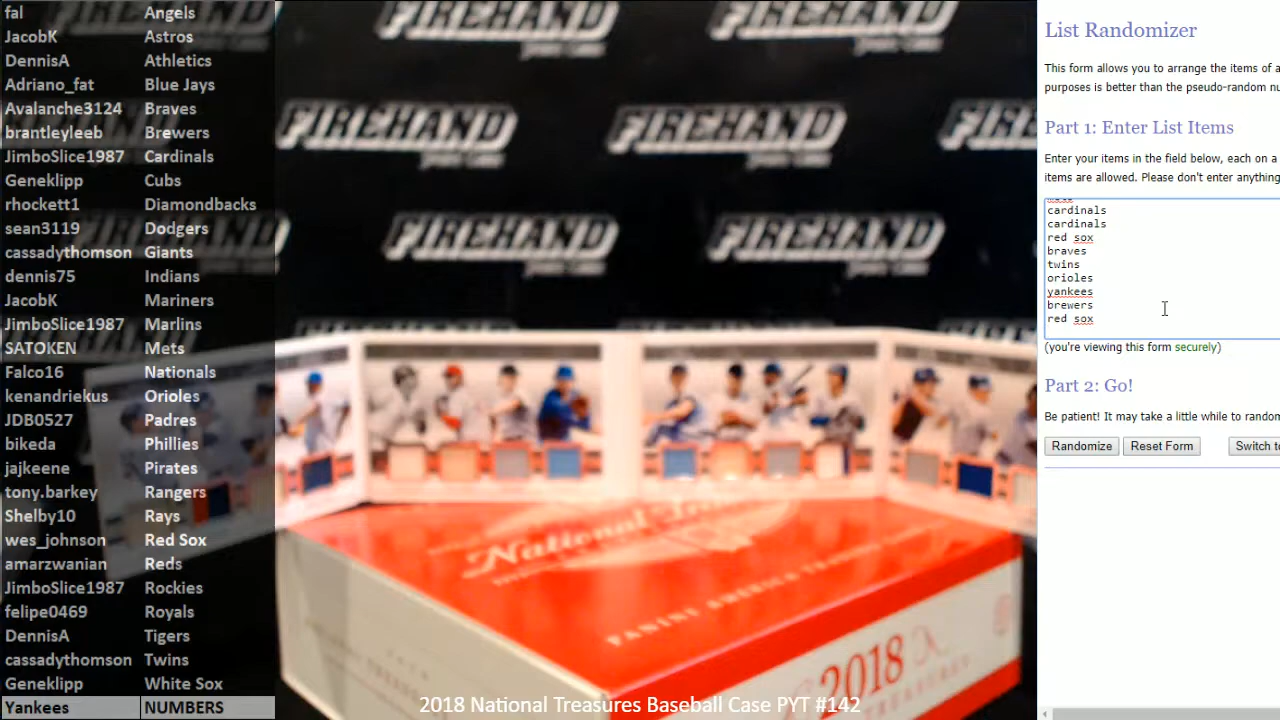 fal Angels
JacobK Astros
DennisA Athletics
Adriano_fat Blue Jays
Avalanche3124 Braves
brantleyleeb Brewers
JimboSlice1987 Cardinals
Geneklipp Cubs
rhockett1 Diamondbacks
sean3119 Dodgers
cassadythomson Giants
dennis75 Indians
JacobK Mariners
JimboSlice1987 Marlins
SATOKEN Mets
Falco16 Nationals
kenandriekus Orioles
JDB0527 Padres
bikeda Phillies
jajkeene Pirates
tony.barkey Rangers
Shelby10 Rays
wes_johnson Red Sox
amarzwanian Reds
JimboSlice1987 Rockies
felipe0469 Royals
DennisA Tigers
cassadythomson Twins
Geneklipp White Sox
Yankees NUMBERS
FIREHAND
FIREHAND
FIREHAND
FIREHAND
National
PANINI AMERICA
2018
2018 National Treasures Baseball Case PYT #142
List Randomizer
This form allows you to arrange the items of a
purposes is better than the pseudo-random nu
Part 1: Enter List Items
Enter your items in the field below, each on a
items are allowed. Please don't enter anything
cardinals
cardinals
red sox
braves
twins
orioles
yankees
brewers
red sox
(you're viewing this form securely)
Part 2: Go!
Be patient! It may take a little while to random
Randomize Reset Form Switch to